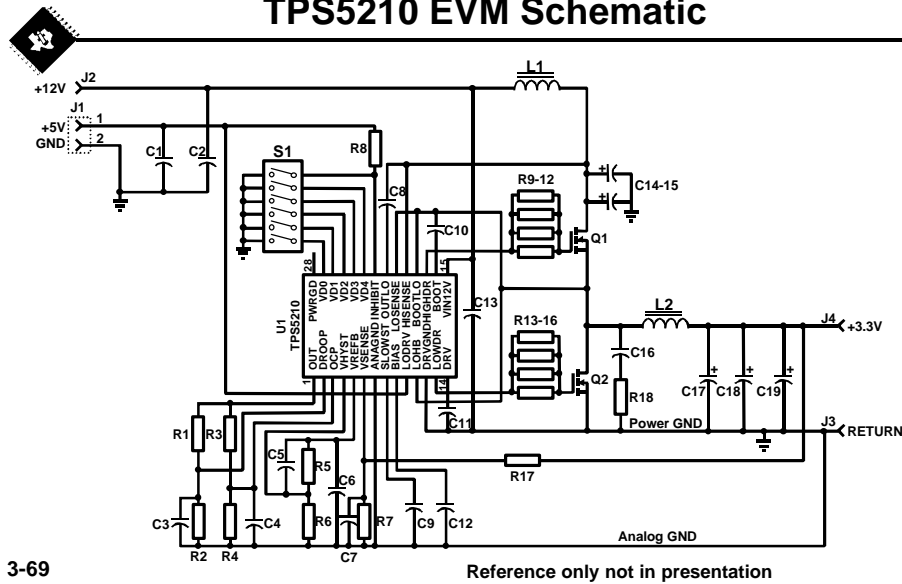 TPS5210 EVM Schematic
J2
+12V
L1
J1
1
+5V
2
GND
C1
C2
S1
R8
C8
R9-12
C14-15
C10
Q1
28
15
PWRGD
VD0
VD1
VD2
VD3
VD4
INHIBIT
OUTLO
LOSENSE
HISENSE
BOOTLO
HIGHDR
BOOT
VIN12V
U1
TPS5210
OUT
DROOP
OCP
VHYST
VREFB
VSENSE
ANAGND
SLOWST
BIAS
LODRV
LOHB
DRVGND
LOWDR
DRV
1
14
C13
R13-16
L2
J4
+3.3V
C16
Q2
R18
C17
C18
C19
C11
Power GND
J3
RETURN
R1
R3
C5
R5
C6
R17
C3
R2
R4
C4
R6
C7
R7
C9
C12
Analog GND
3-69
Reference only not in presentation